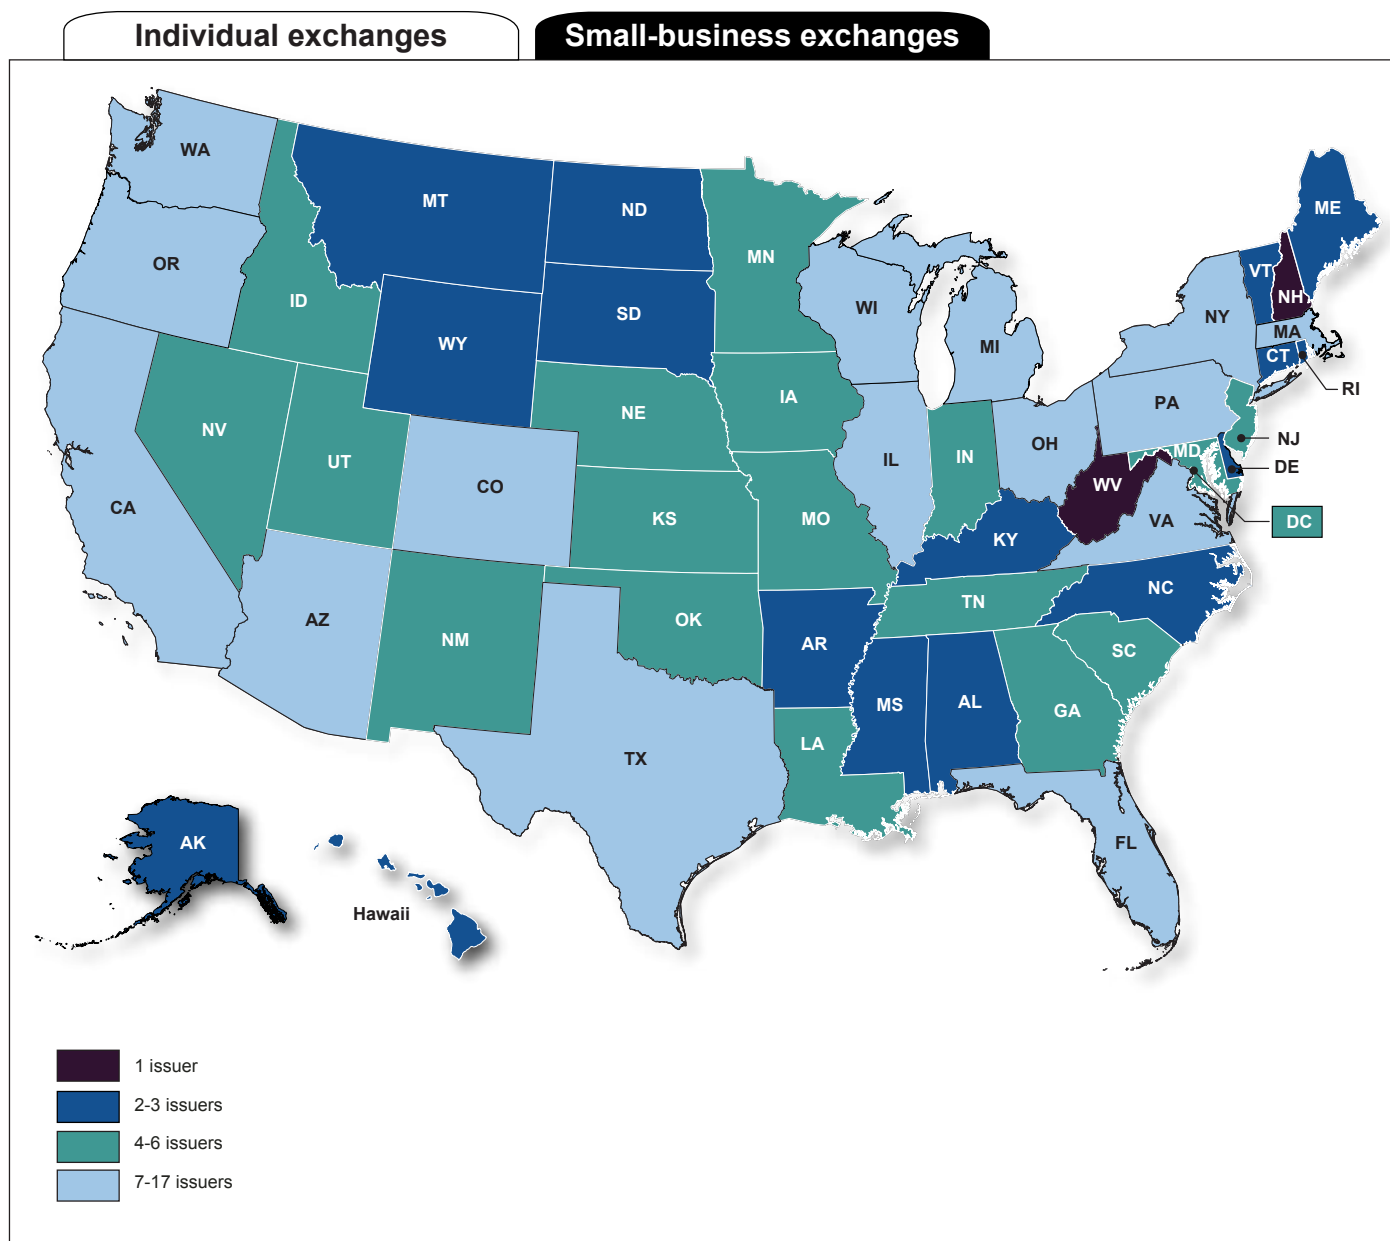 Individual exchanges
Small-business exchanges
WA
MT
ND
MN
ME
OR
ID
SD
WI
VT
NH
NY
MA
WY
MI
CT
RI
NE
IA
PA
NV
UT
CO
IL
IN
OH
NJ
MD
DE
CA
KS
MO
WV
VA
DC
KY
AZ
NM
OK
TN
NC
AR
SC
MS
AL
GA
TX
LA
FL
AK
Hawaii
1 issuer
2-3 issuers
4-6 issuers
7-17 issuers